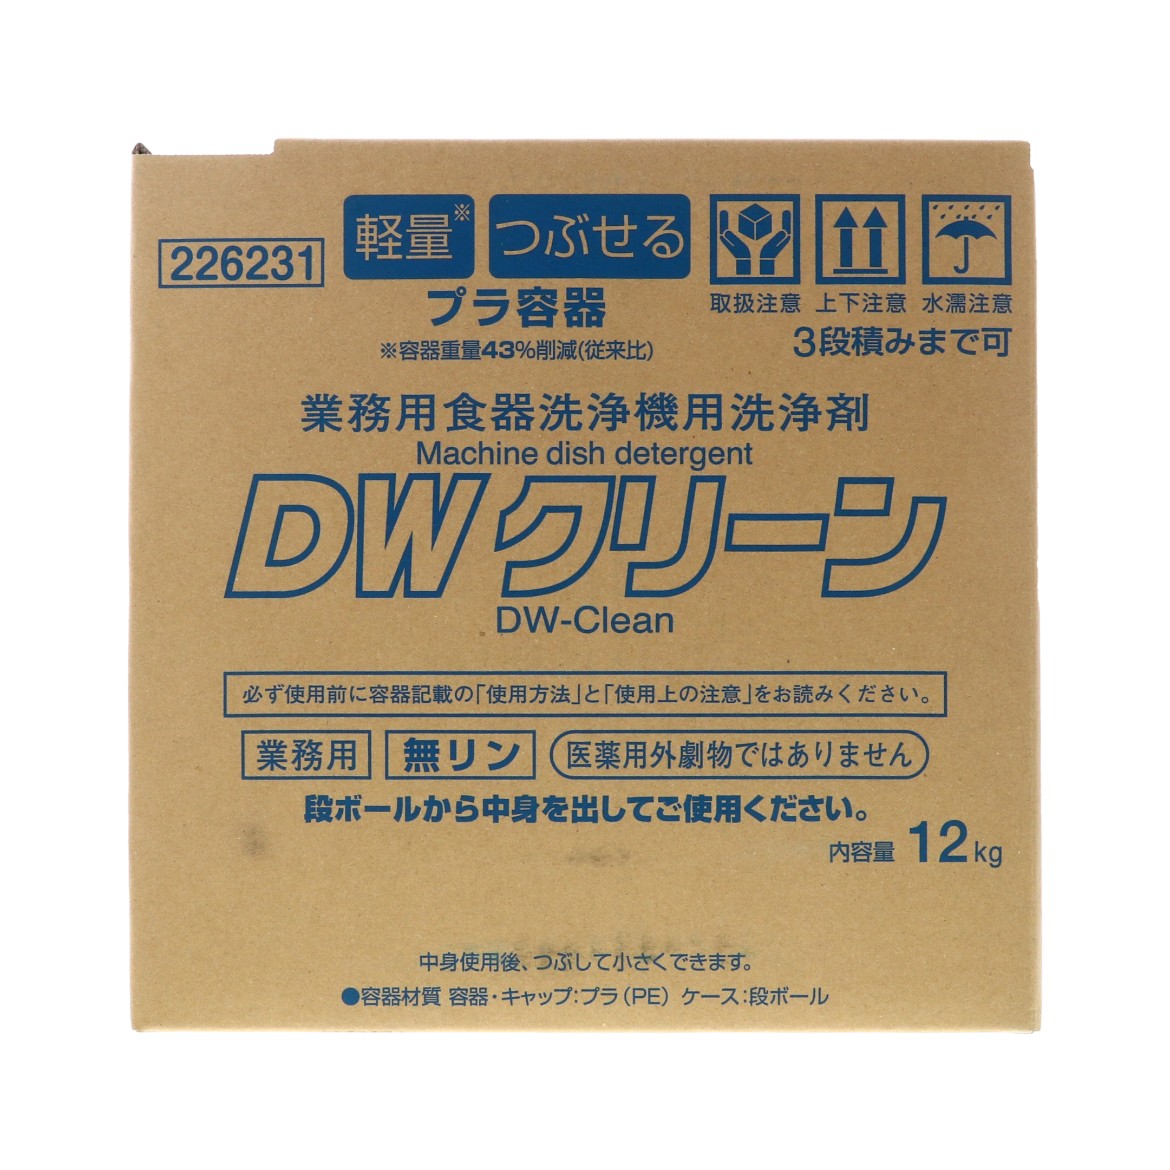 226231
軽量※ つぶせる
プラ容器
※容器重量43%削減(従来比)
取扱注意 上下注意 水濡注意
3段積みまで可
業務用食器洗浄機用洗浄剤
Machine dish detergent
DWクリーン
DW-Clean
必ず使用前に容器記載の「使用方法」と「使用上の注意」をお読みください。
業務用 無リン 医薬用外劇物ではありません
段ボールから中身を出してご使用ください。
内容量 12kg
中身使用後、つぶして小さくできます。
●容器材質 容器・キャップ:プラ(PE) ケース:段ボール